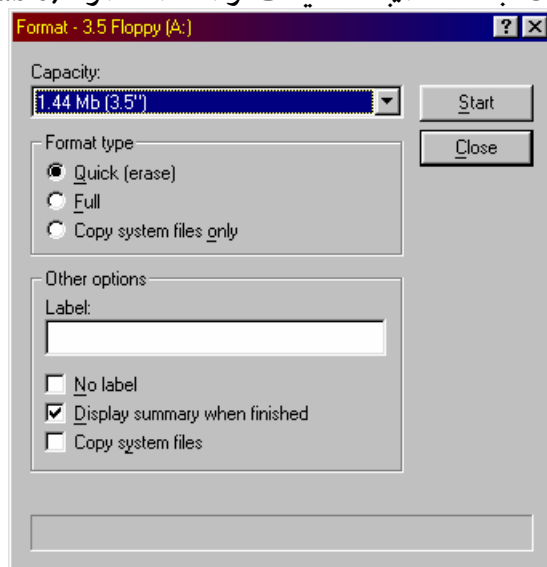 Format - 3.5 Floppy (A:)
Capacity:
1.44 Mb (3.5")
Start
Close
Format type
Quick (erase)
Full
Copy system files only
Other options
Label:
No label
Display summary when finished
Copy system files